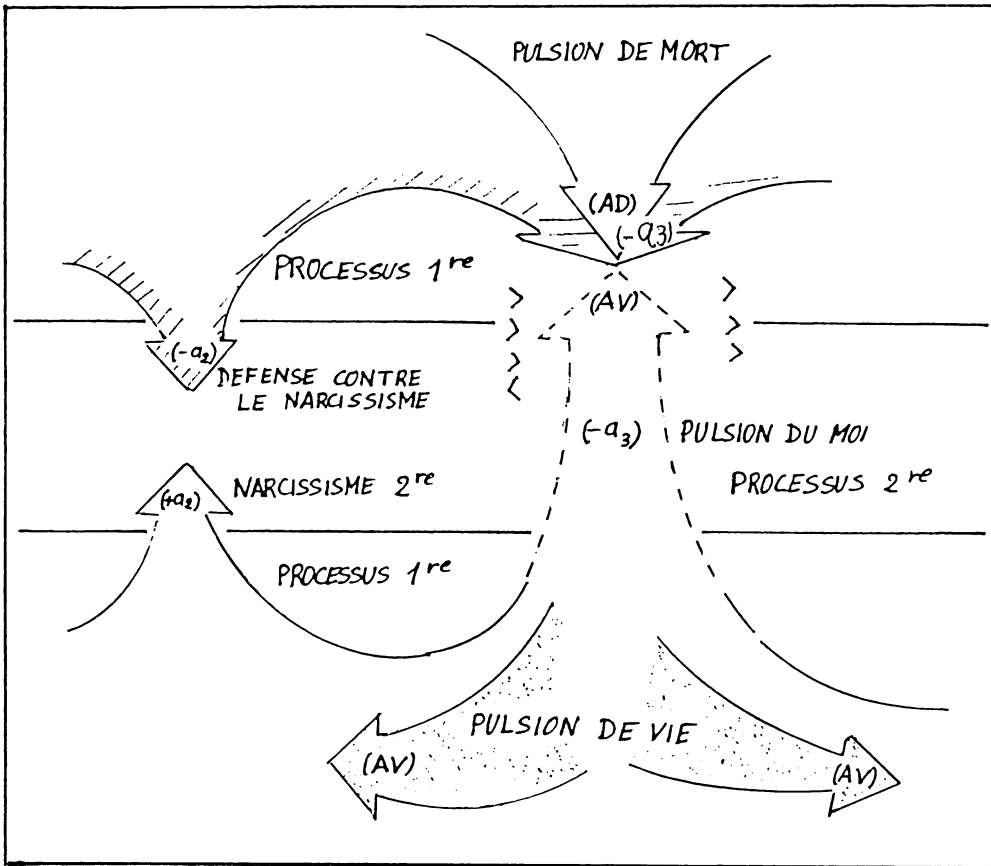 PULSION DE MORT
(AD)
(-a3)
PROCESSUS 1re
(AV)
(-a2)
DEFENSE CONTRE
LE NARCISSISME
(-a3)
PULSION DU MOI
NARCISSISME 2re
PROCESSUS 2re
(+a2)
PROCESSUS 1re
PULSION DE VIE
(AV)
(AV)